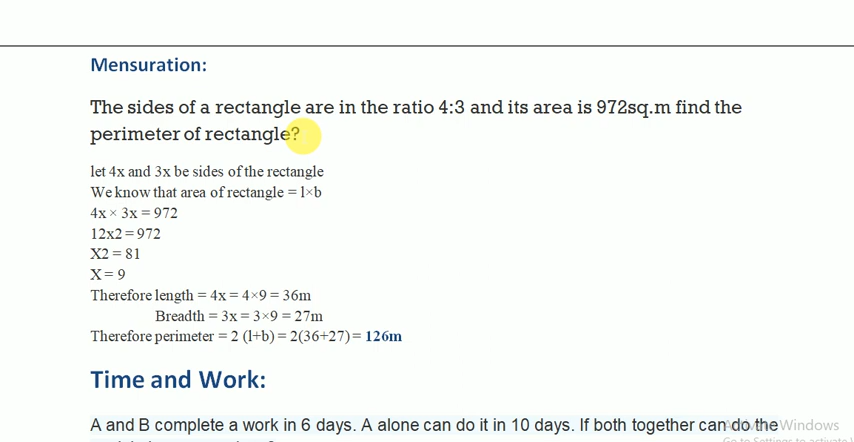 Mensuration:
The sides of a rectangle are in the ratio 4:3 and its area is 972sq.m find the
perimeter of rectangle?
let 4x and 3x be sides of the rectangle
We know that area of rectangle = l×b
4x × 3x = 972
12x2 = 972
X2 = 81
X = 9
Therefore length = 4x = 4×9 = 36m
Breadth = 3x = 3×9 = 27m
Therefore perimeter = 2 (l+b) = 2(36+27) = 126m
Time and Work:
A and B complete a work in 6 days. A alone can do it in 10 days. If both together can do the
Activate Windows